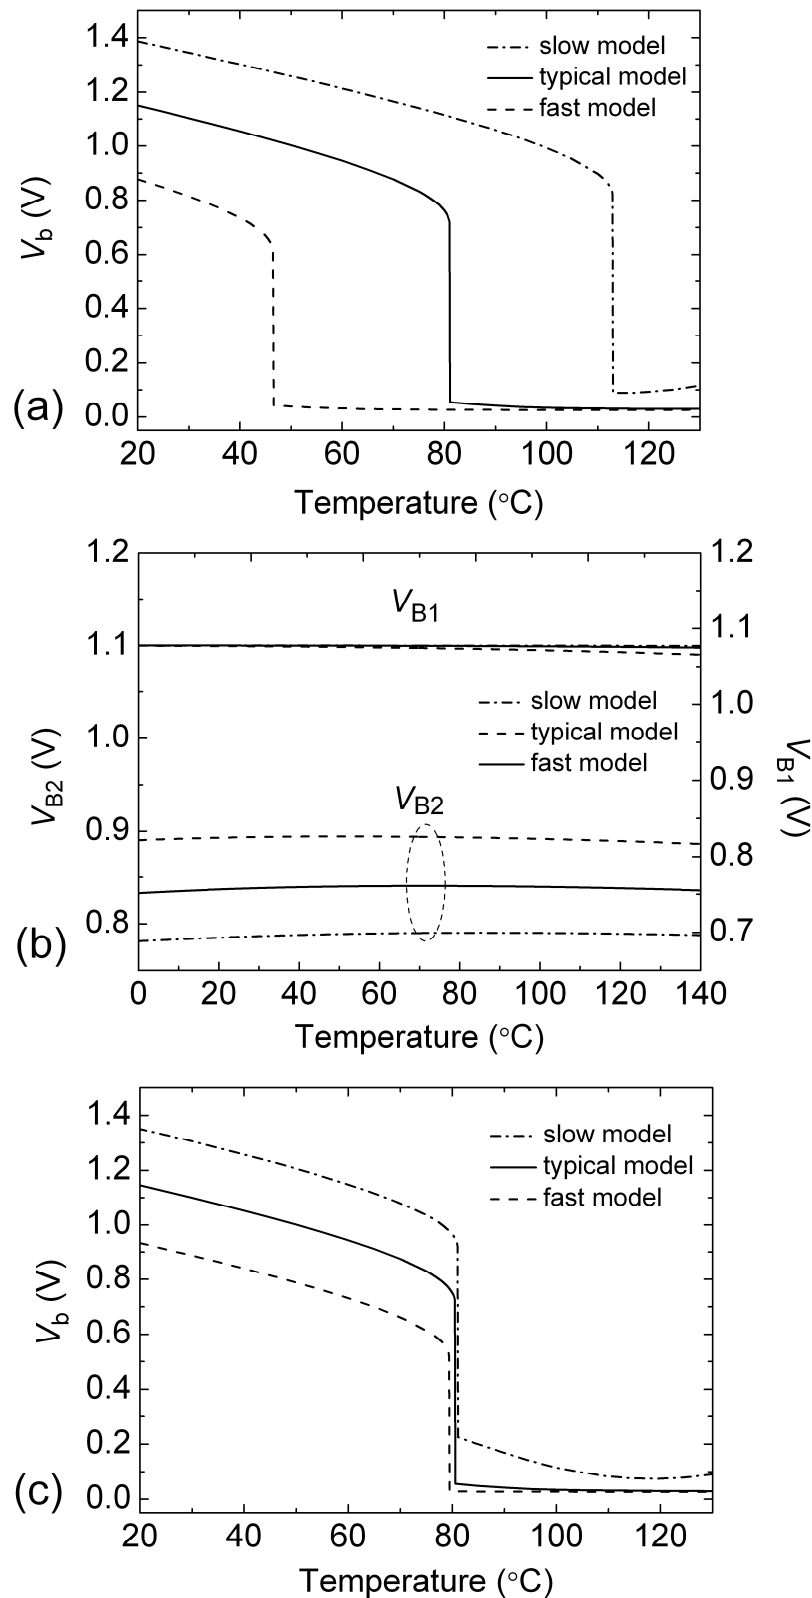 1.4
1.2
1.0
0.8
0.6
0.4
0.2
0.0
V_b (V)
slow model
typical model
fast model
(a)
20 40 60 80 100 120
Temperature (°C)
1.2
1.1
1.0
0.9
0.8
V_B2 (V)
V_B1
slow model
typical model
fast model
V_B2
1.2
1.1
1.0
0.9
0.8
0.7
V_B1 (V)
(b)
0 20 40 60 80 100 120 140
Temperature (°C)
1.4
1.2
1.0
0.8
0.6
0.4
0.2
0.0
V_b (V)
slow model
typical model
fast model
(c)
20 40 60 80 100 120
Temperature (°C)